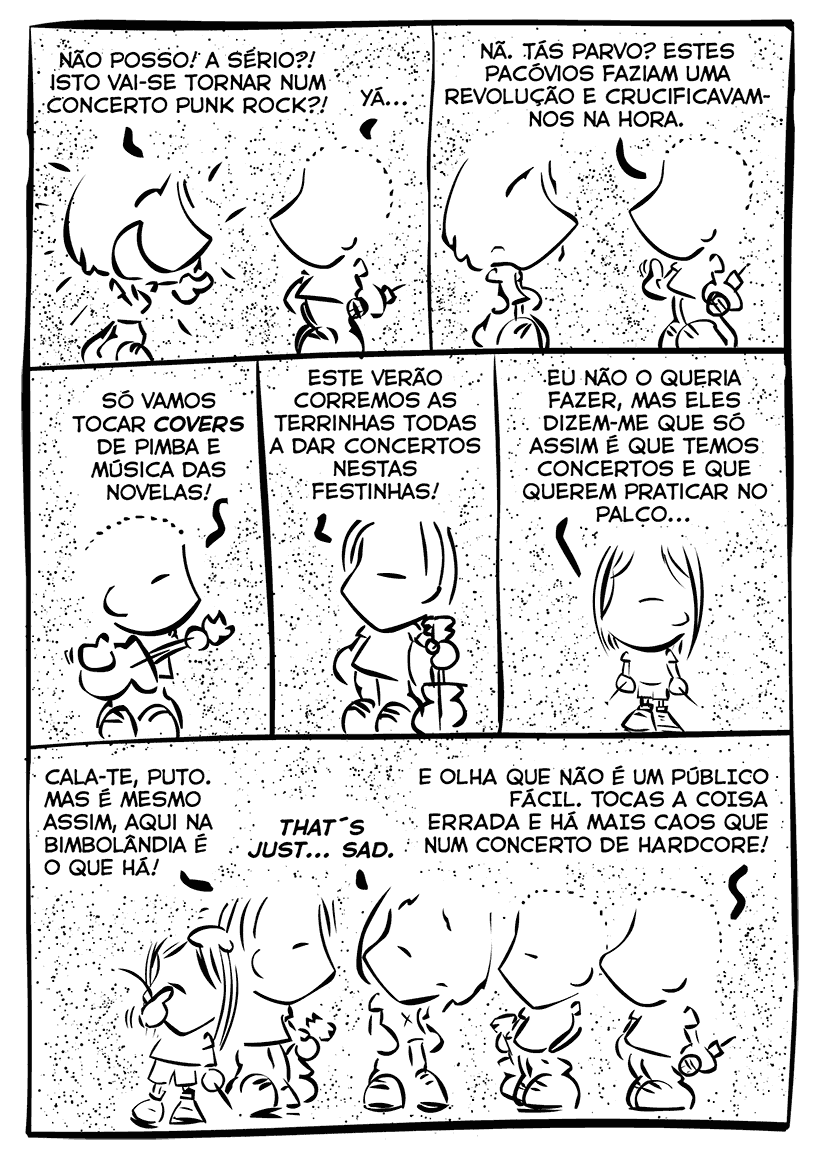 NÃO POSSO! A SÉRIO?!
ISTO VAI-SE TORNAR NUM
CONCERTO PUNK ROCK?!
YÁ...
NÃ. TÁS PARVO? ESTES
PACÓVIOS FAZIAM UMA
REVOLUÇÃO E CRUCIFICAVAM-
NOS NA HORA.
SÓ VAMOS
TOCAR COVERS
DE PIMBA E
MÚSICA DAS
NOVELAS!
ESTE VERÃO
CORREMOS AS
TERRINHAS TODAS
A DAR CONCERTOS
NESTAS
FESTINHAS!
EU NÃO O QUERIA
FAZER, MAS ELES
DIZEM-ME QUE SÓ
ASSIM É QUE TEMOS
CONCERTOS E QUE
QUEREM PRATICAR NO
PALCO...
CALA-TE, PUTO.
MAS É MESMO
ASSIM, AQUI NA
BIMBOLÂNDIA É
O QUE HÁ!
THAT´S
JUST... SAD.
E OLHA QUE NÃO É UM PÚBLICO
FÁCIL. TOCAS A COISA
ERRADA E HÁ MAIS CAOS QUE
NUM CONCERTO DE HARDCORE!